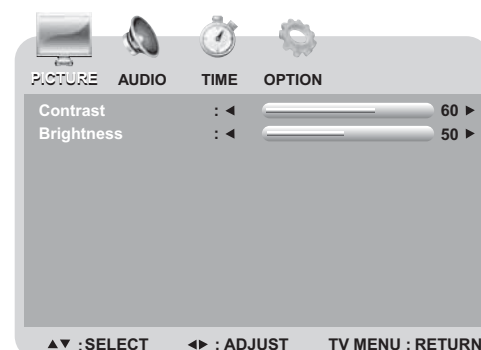 PICTURE AUDIO TIME OPTION
Contrast : ◄ 60 ►
Brightness : ◄ 50 ►
▲▼ : SELECT ◄► : ADJUST TV MENU : RETURN